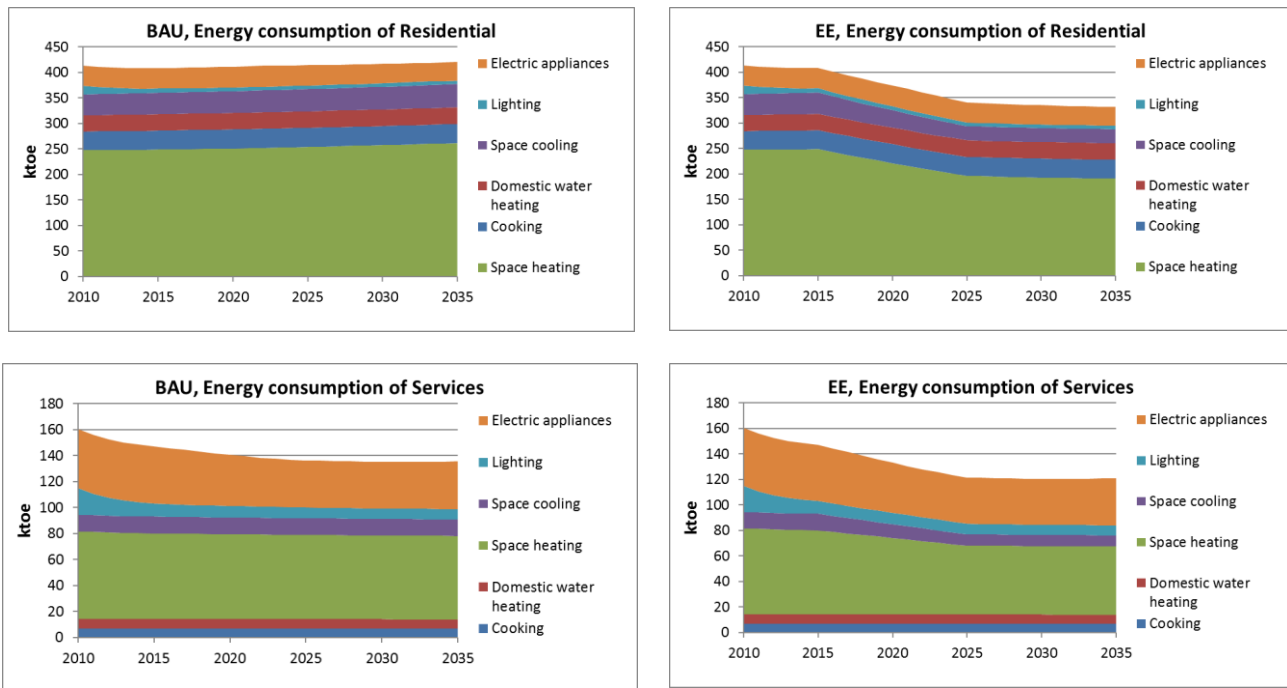 BAU, Energy consumption of Residential
450
400
350
300
250
200
150
100
50
0
ktoe
2010 2015 2020 2025 2030 2035
Electric appliances
Lighting
Space cooling
Domestic water
heating
Cooking
Space heating
EE, Energy consumption of Residential
450
400
350
300
250
200
150
100
50
0
ktoe
2010 2015 2020 2025 2030 2035
Electric appliances
Lighting
Space cooling
Domestic water
heating
Cooking
Space heating
BAU, Energy consumption of Services
180
160
140
120
100
80
60
40
20
0
ktoe
2010 2015 2020 2025 2030 2035
Electric appliances
Lighting
Space cooling
Space heating
Domestic water
heating
Cooking
EE, Energy consumption of Services
180
160
140
120
100
80
60
40
20
0
ktoe
2010 2015 2020 2025 2030 2035
Electric appliances
Lighting
Space cooling
Space heating
Domestic water
heating
Cooking